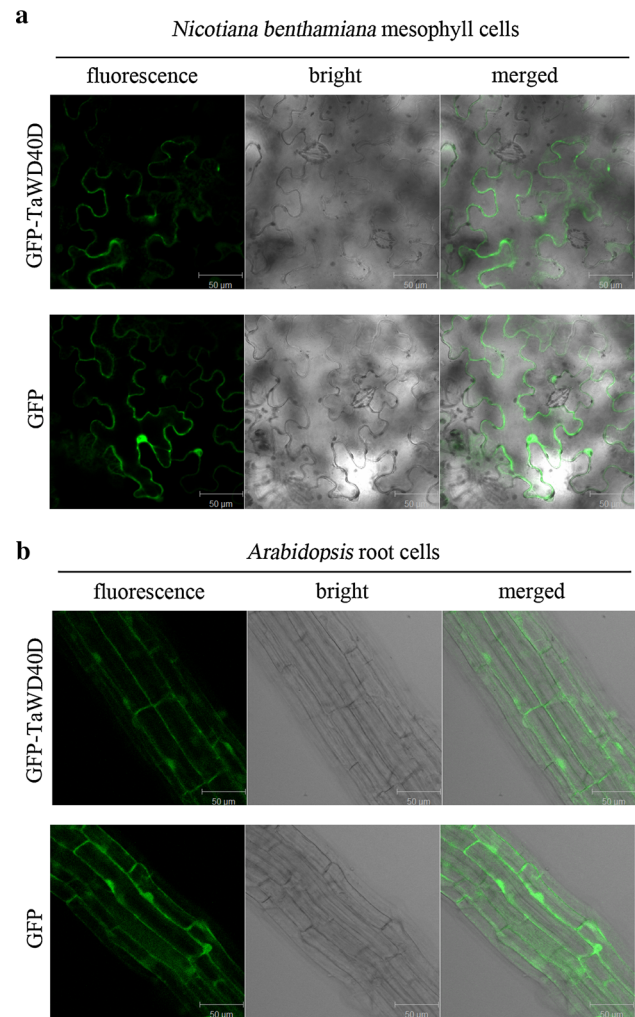 a
Nicotiana benthamiana mesophyll cells
fluorescence bright merged
GFP-TaWD40D
50 µm 50 µm 50 µm
GFP
50 µm 50 µm 50 µm
b
Arabidopsis root cells
fluorescence bright merged
GFP-TaWD40D
50 µm 50 µm 50 µm
GFP
50 µm 50 µm 50 µm